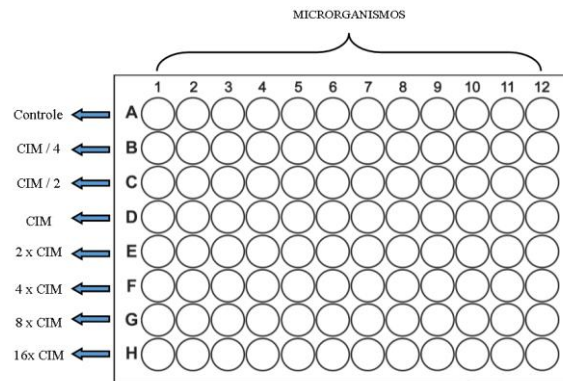 MICRORGANISMOS
1 2 3 4 5 6 7 8 9 10 11 12
Controle A
CIM / 4 B
CIM / 2 C
CIM D
2 x CIM E
4 x CIM F
8 x CIM G
16x CIM H